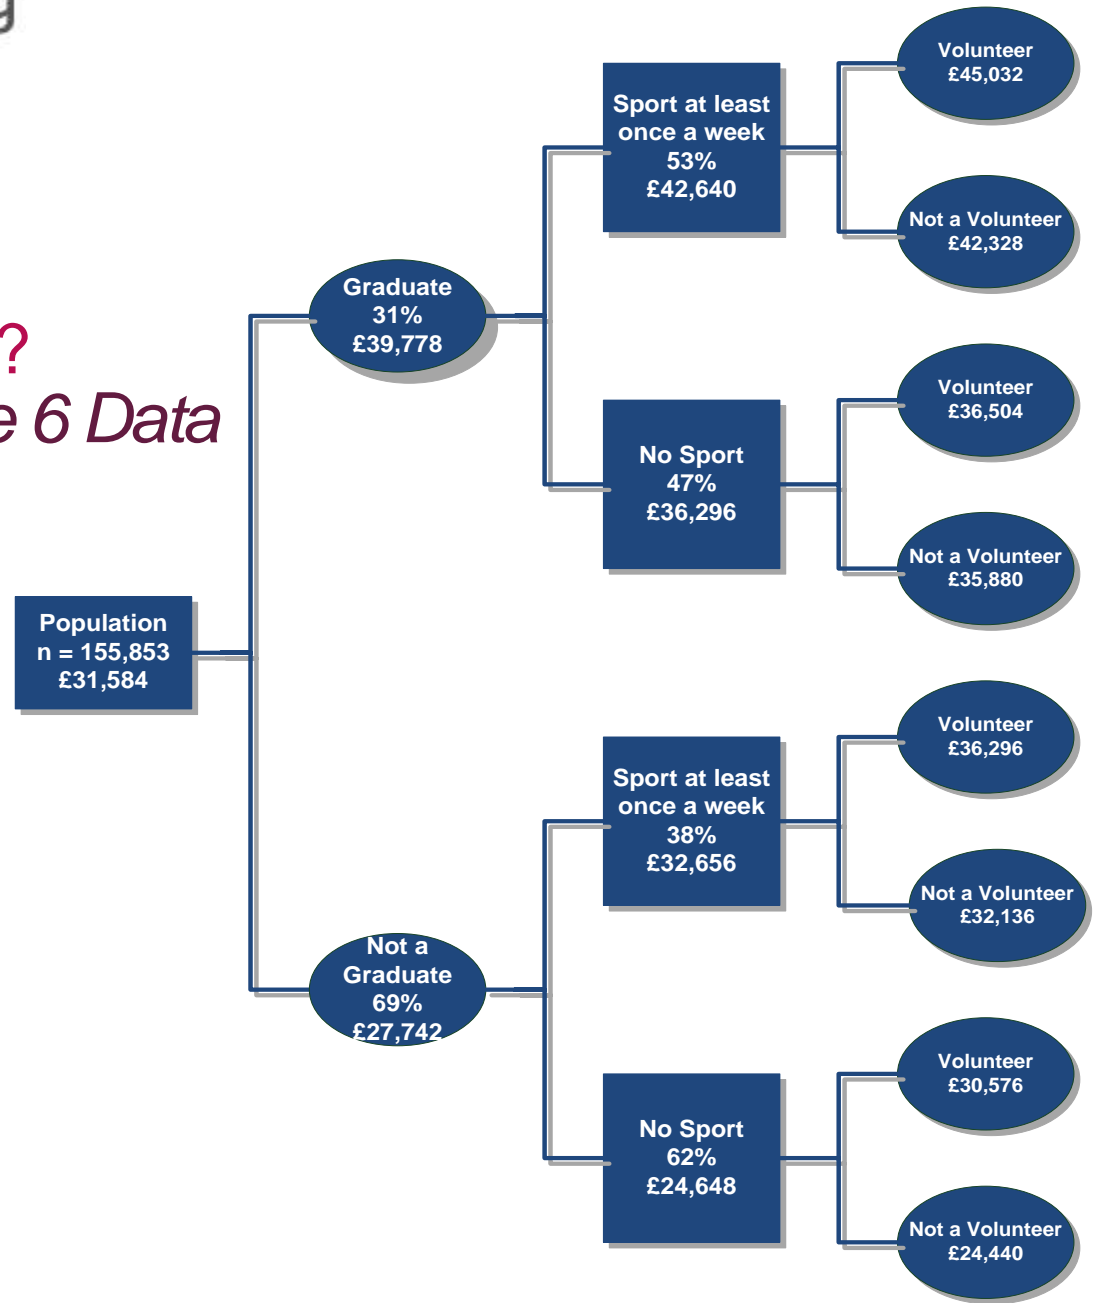 ?
e 6 Data
Population
n = 155,853
£31,584
Graduate
31%
£39,778
Not a
Graduate
69%
£27,742
Sport at least
once a week
53%
£42,640
No Sport
47%
£36,296
Sport at least
once a week
38%
£32,656
No Sport
62%
£24,648
Volunteer
£45,032
Not a Volunteer
£42,328
Volunteer
£36,504
Not a Volunteer
£35,880
Volunteer
£36,296
Not a Volunteer
£32,136
Volunteer
£30,576
Not a Volunteer
£24,440